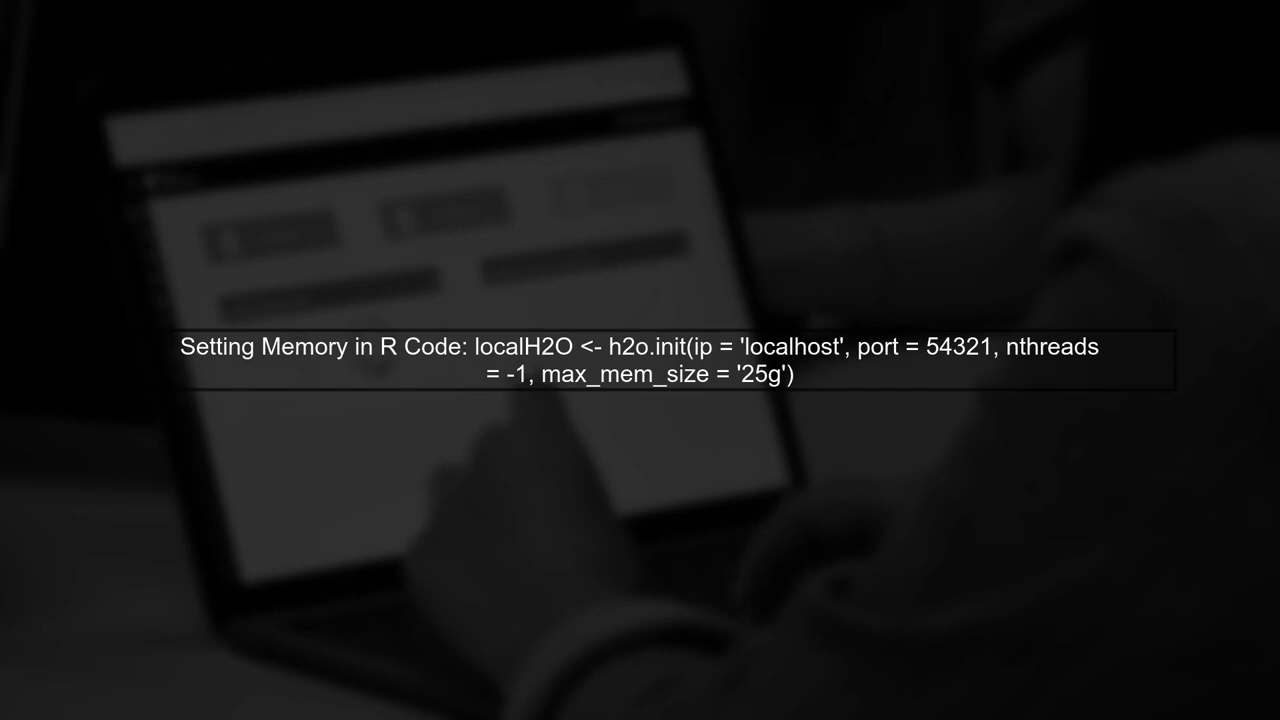 Setting Memory in R Code: localH2O <- h2o.init(ip = 'localhost', port = 54321, nthreads
= -1, max_mem_size = '25g')